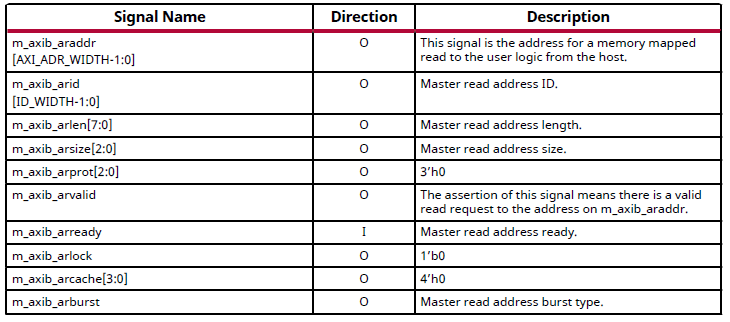 Signal Name Direction Description
m_axib_araddr O This signal is the address for a memory mapped
[AXI_ADR_WIDTH-1:0] read to the user logic from the host.
m_axib_arid O Master read address ID.
[ID_WIDTH-1:0]
m_axib_arlen[7:0] O Master read address length.
m_axib_arsize[2:0] O Master read address size.
m_axib_arprot[2:0] O 3’h0
m_axib_arvalid O The assertion of this signal means there is a valid
read request to the address on m_axib_araddr.
m_axib_arready I Master read address ready.
m_axib_arlock O 1’b0
m_axib_arcache[3:0] O 4’h0
m_axib_arburst O Master read address burst type.